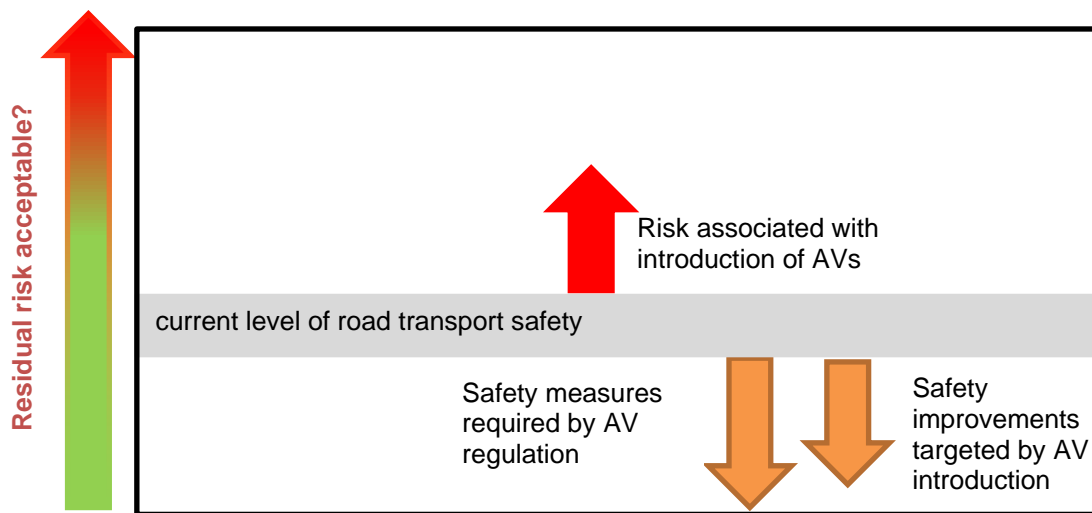 Residual risk acceptable?
Risk associated with
introduction of AVs
current level of road transport safety
Safety measures
required by AV
regulation
Safety
improvements
targeted by AV
introduction